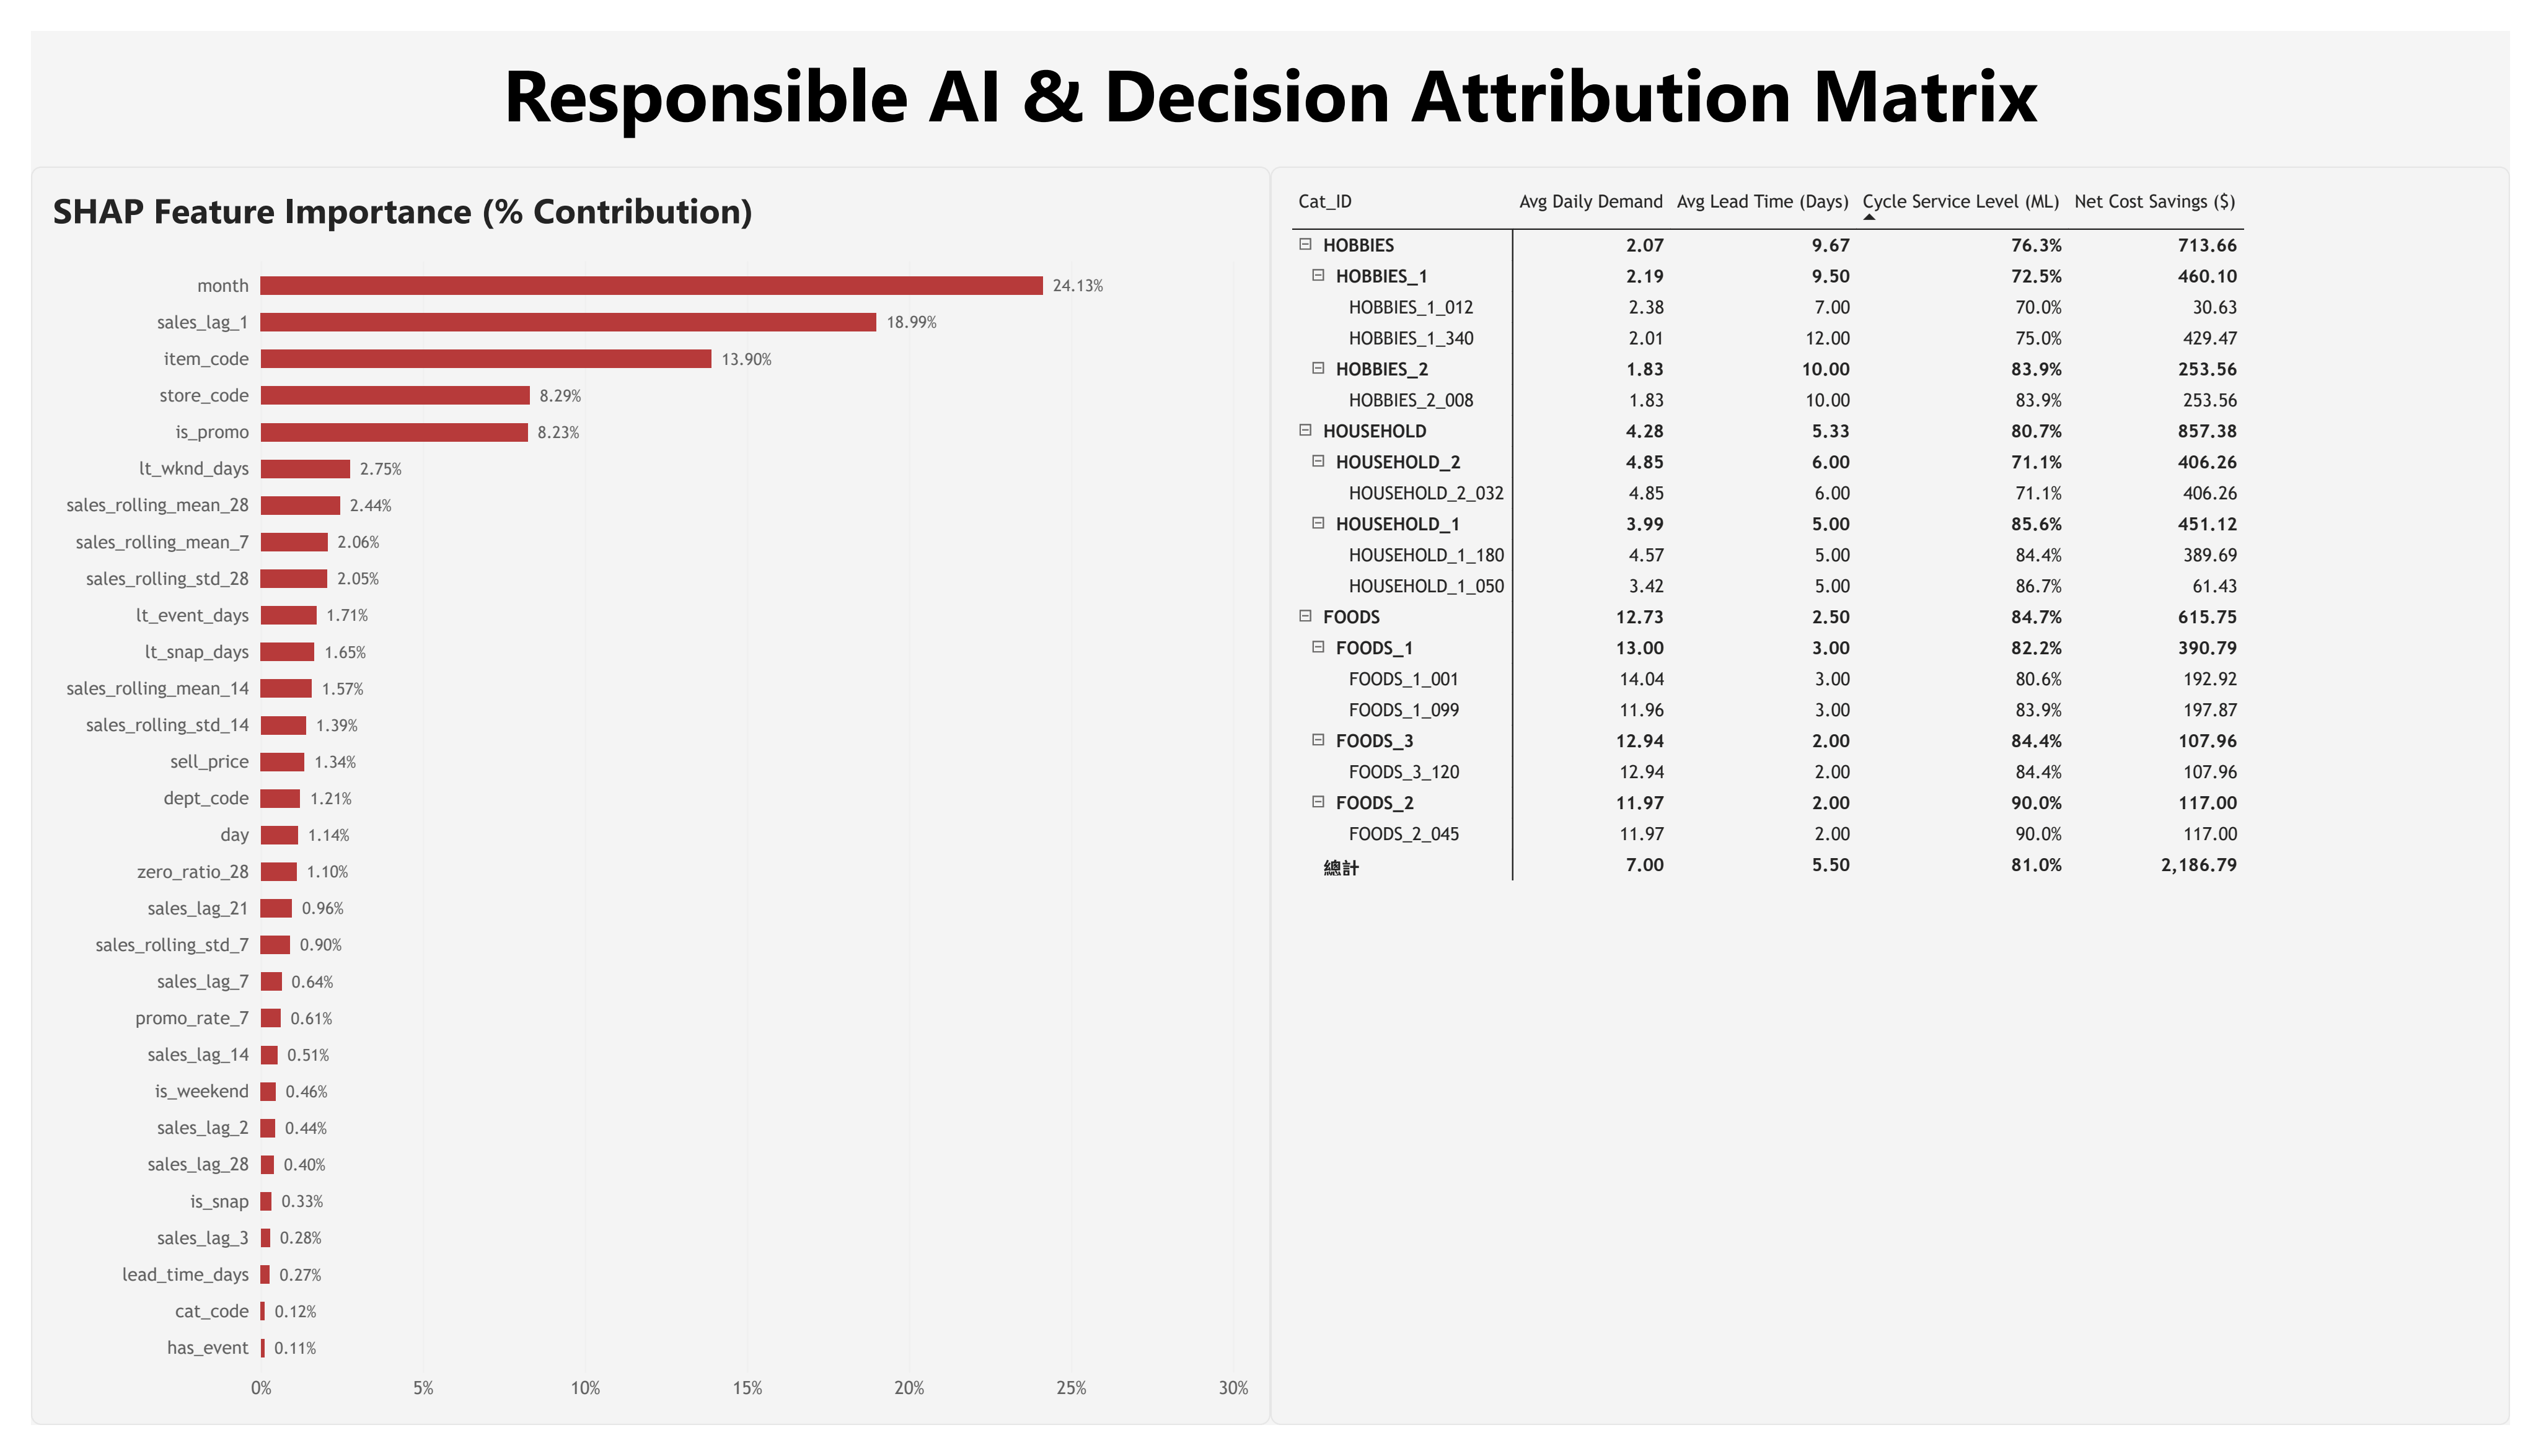 Responsible AI & Decision Attribution Matrix
SHAP Feature Importance (% Contribution)
month 24.13%
sales_lag_1 18.99%
item_code 13.90%
store_code 8.29%
is_promo 8.23%
lt_wknd_days 2.75%
sales_rolling_mean_28 2.44%
sales_rolling_mean_7 2.06%
sales_rolling_std_28 2.05%
lt_event_days 1.71%
lt_snap_days 1.65%
sales_rolling_mean_14 1.57%
sales_rolling_std_14 1.39%
sell_price 1.34%
dept_code 1.21%
day 1.14%
zero_ratio_28 1.10%
sales_lag_21 0.96%
sales_rolling_std_7 0.90%
sales_lag_7 0.64%
promo_rate_7 0.61%
sales_lag_14 0.51%
is_weekend 0.46%
sales_lag_2 0.44%
sales_lag_28 0.40%
is_snap 0.33%
sales_lag_3 0.28%
lead_time_days 0.27%
cat_code 0.12%
has_event 0.11%
0% 5% 10% 15% 20% 25% 30%
Cat_ID Avg Daily Demand Avg Lead Time (Days) Cycle Service Level (ML) Net Cost Savings ($)
HOBBIES 2.07 9.67 76.3% 713.66
HOBBIES_1 2.19 9.50 72.5% 460.10
HOBBIES_1_012 2.38 7.00 70.0% 30.63
HOBBIES_1_340 2.01 12.00 75.0% 429.47
HOBBIES_2 1.83 10.00 83.9% 253.56
HOBBIES_2_008 1.83 10.00 83.9% 253.56
HOUSEHOLD 4.28 5.33 80.7% 857.38
HOUSEHOLD_2 4.85 6.00 71.1% 406.26
HOUSEHOLD_2_032 4.85 6.00 71.1% 406.26
HOUSEHOLD_1 3.99 5.00 85.6% 451.12
HOUSEHOLD_1_180 4.57 5.00 84.4% 389.69
HOUSEHOLD_1_050 3.42 5.00 86.7% 61.43
FOODS 12.73 2.50 84.7% 615.75
FOODS_1 13.00 3.00 82.2% 390.79
FOODS_1_001 14.04 3.00 80.6% 192.92
FOODS_1_099 11.96 3.00 83.9% 197.87
FOODS_3 12.94 2.00 84.4% 107.96
FOODS_3_120 12.94 2.00 84.4% 107.96
FOODS_2 11.97 2.00 90.0% 117.00
FOODS_2_045 11.97 2.00 90.0% 117.00
總計 7.00 5.50 81.0% 2,186.79